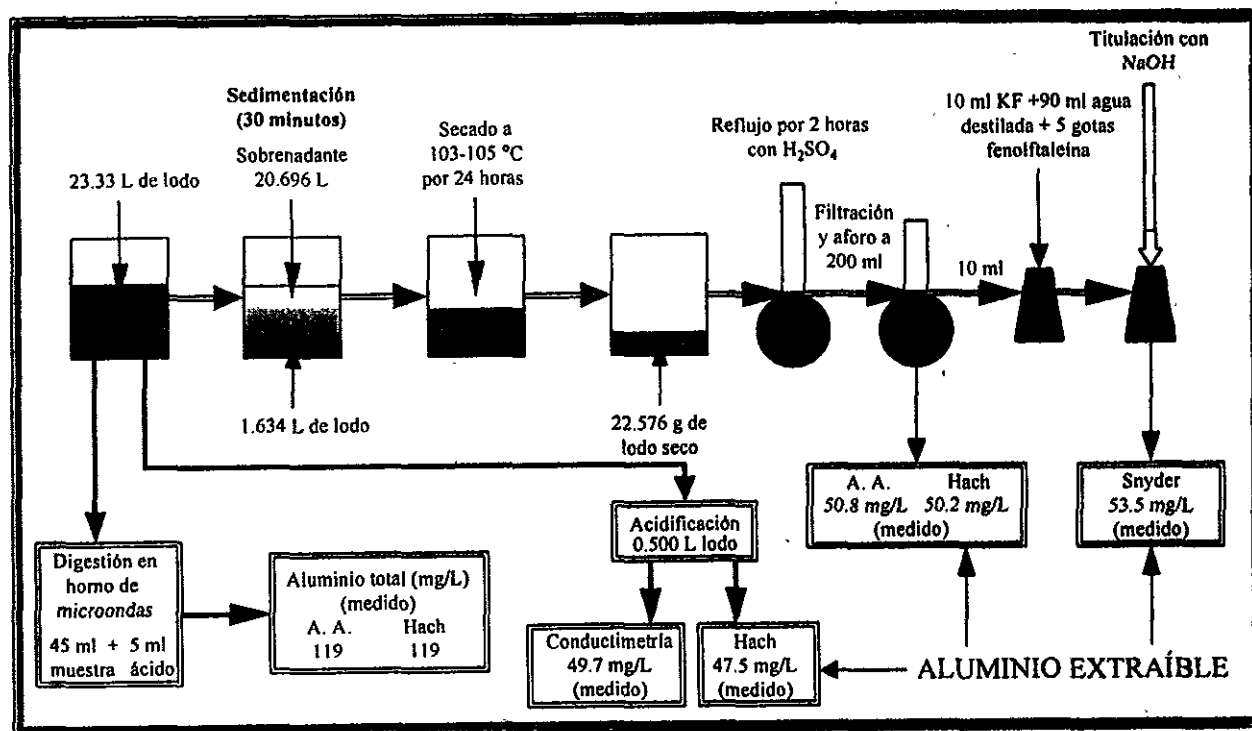 Titulación con
NaOH
10 ml KF +90 ml agua
destilada + 5 gotas
fenolftaleína
Reflujo por 2 horas
con H₂SO₄
Sedimentación
(30 minutos)
Sobrenadante
20.696 L
Secado a
103-105 °C
por 24 horas
23.33 L de lodo
Filtración
y aforo a
200 ml
10 ml
1.634 L de lodo
22.576 g de
lodo seco
A. A. Hach
50.8 mg/L 50.2 mg/L
(medido)
Snyder
53.5 mg/L
(medido)
Acidificación
0.500 L lodo
Digestión en
horno de
microondas
45 ml + 5 ml
muestra ácido
Aluminio total (mg/L)
(medido)
A. A. Hach
119 119
Conductimetría
49.7 mg/L
(medido)
Hach
47.5 mg/L
(medido)
ALUMINIO EXTRAÍBLE